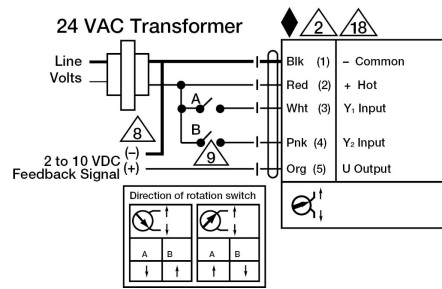 24 VAC Transformer
2 18
Line
Volts
Blk (1) – Common
Red (2) + Hot
A
Wht (3) Y₁ Input
B
Pnk (4) Y₂ Input
8
9
2 to 10 VDC (–)
Feedback Signal (+)
Org (5) U Output
Direction of rotation switch
A B A B